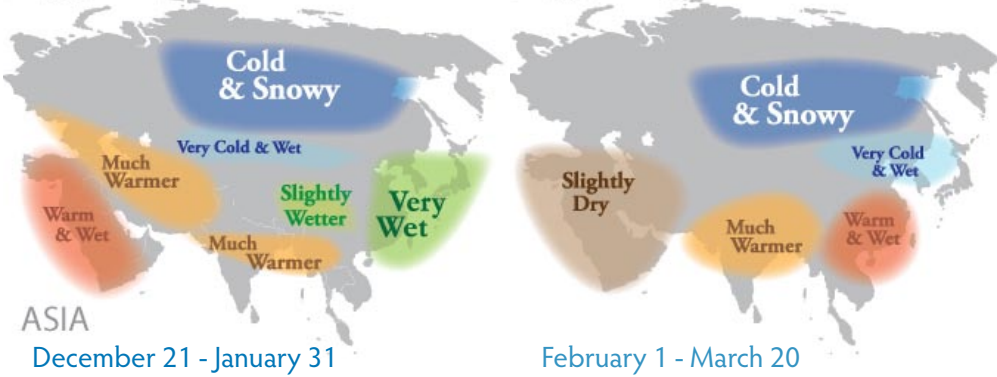 Cold
& Snowy
Very Cold & Wet
Much
Warmer
Slightly
Wetter
Very
Wet
Warm
& Wet
Much
Warmer
ASIA
December 21 - January 31
Cold
& Snowy
Very Cold
& Wet
Slightly
Dry
Much
Warmer
Warm
& Wet
February 1 - March 20